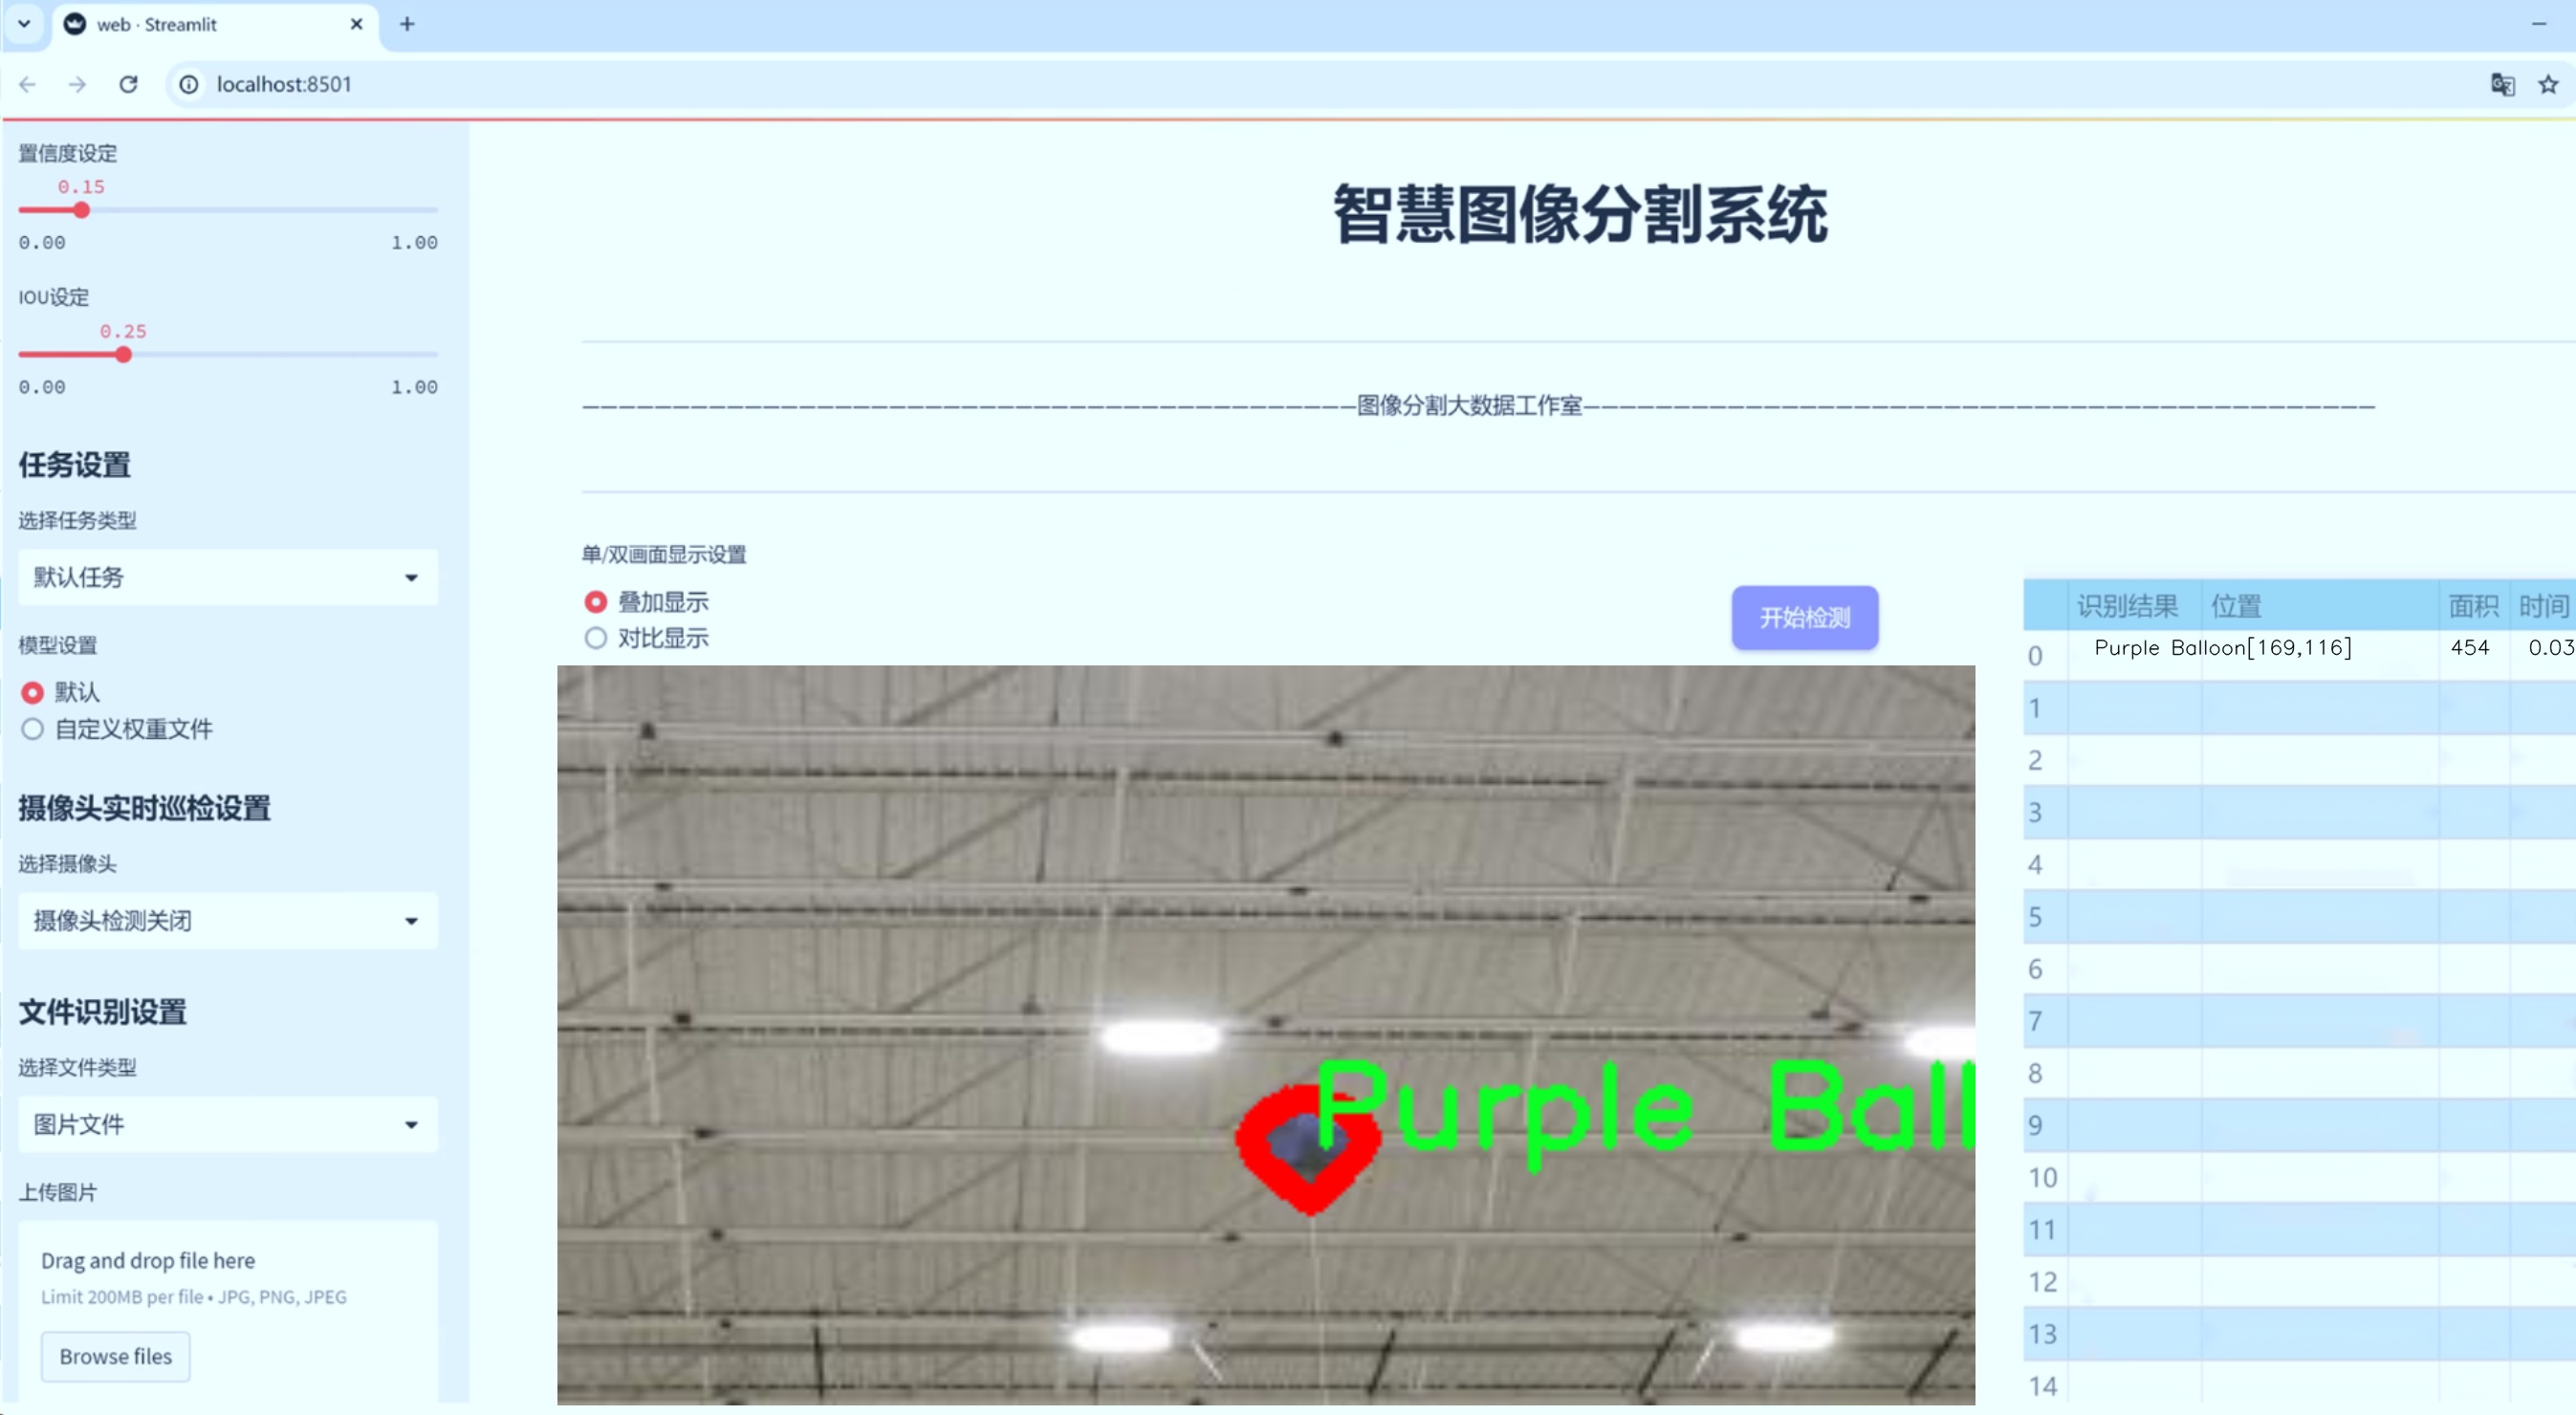 web · Streamlit
localhost:8501
置信度设定
0.15
0.00 1.00
IOU设定
0.25
0.00 1.00
任务设置
选择任务类型
默认任务
模型设置
默认
自定义权重文件
摄像头实时巡检设置
选择摄像头
摄像头检测关闭
文件识别设置
选择文件类型
图片文件
上传图片
Drag and drop file here
Limit 200MB per file • JPG, PNG, JPEG
Browse files
智慧图像分割系统
图像分割大数据工作室
单/双画面显示设置
叠加显示
对比显示
开始检测
Purple Ball
识别结果 位置 面积 时间
0 Purple Balloon[169,116] 454 0.03
1
2
3
4
5
6
7
8
9
10
11
12
13
14